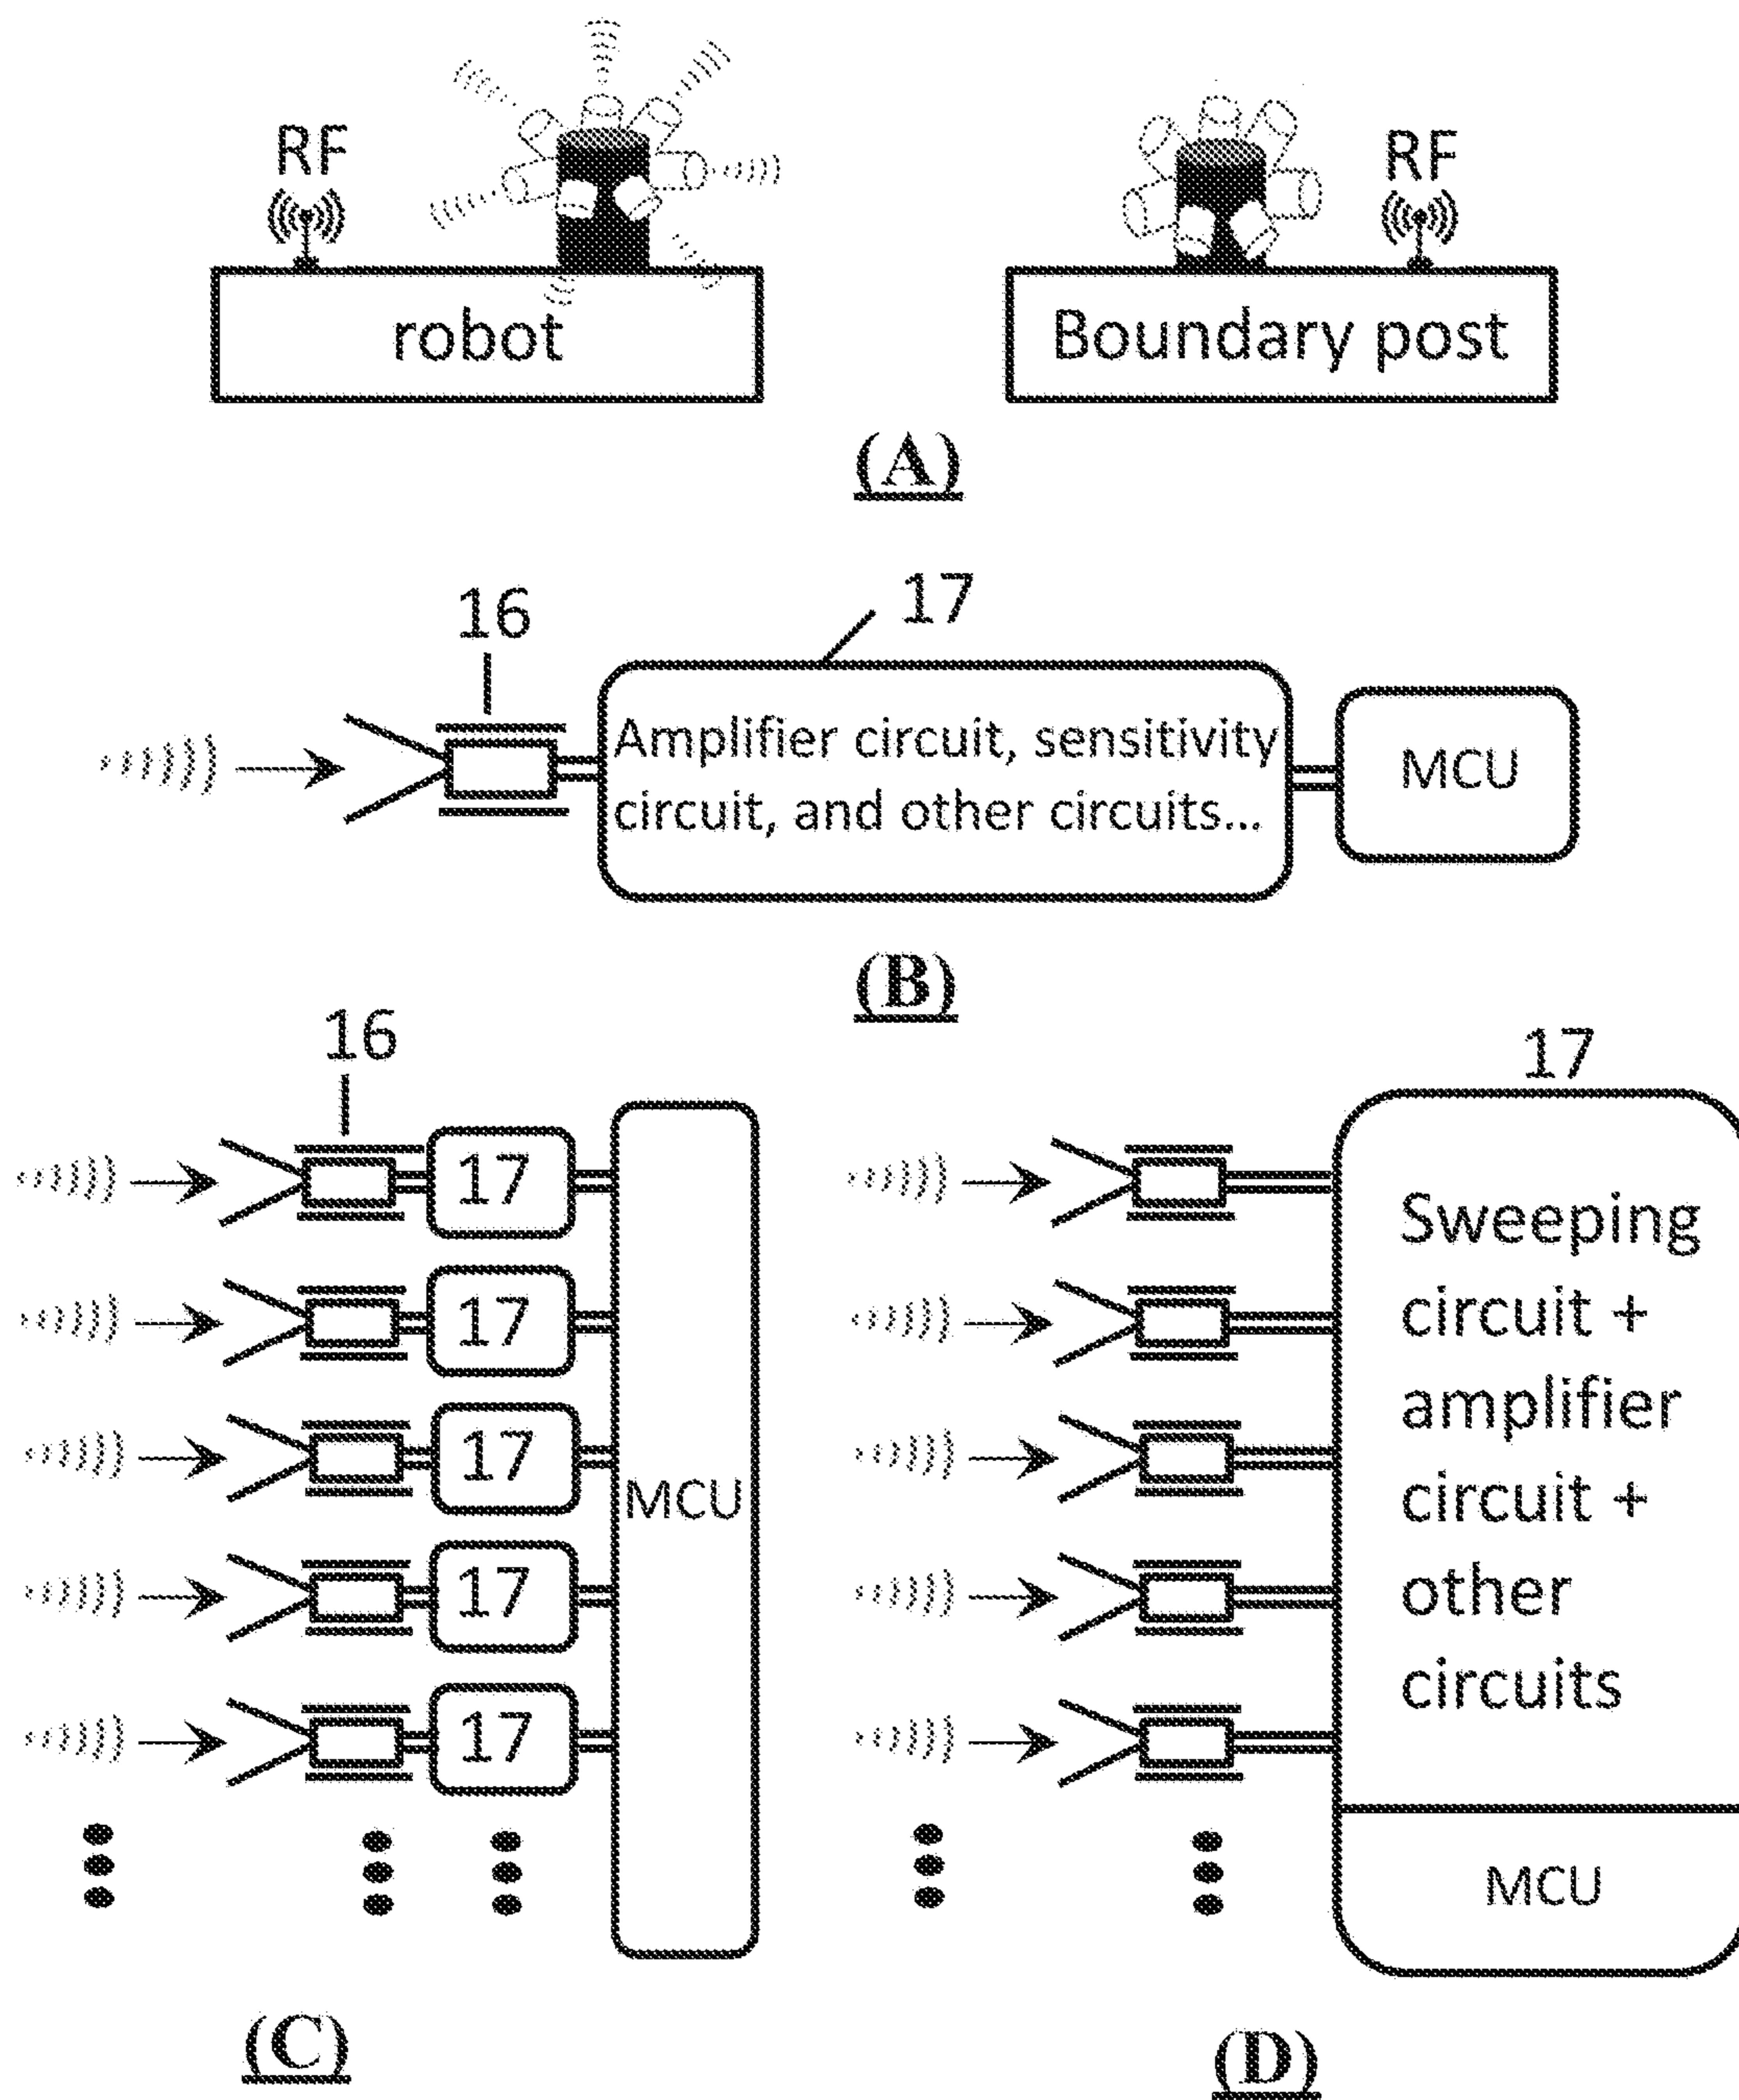 RF
RF
robot
Boundary post
(A)
16
17
Amplifier circuit, sensitivity
circuit, and other circuits...
MCU
(B)
16
17
17
17
17
17
MCU
(C)
17
Sweeping
circuit +
amplifier
circuit +
other
circuits
MCU
(D)